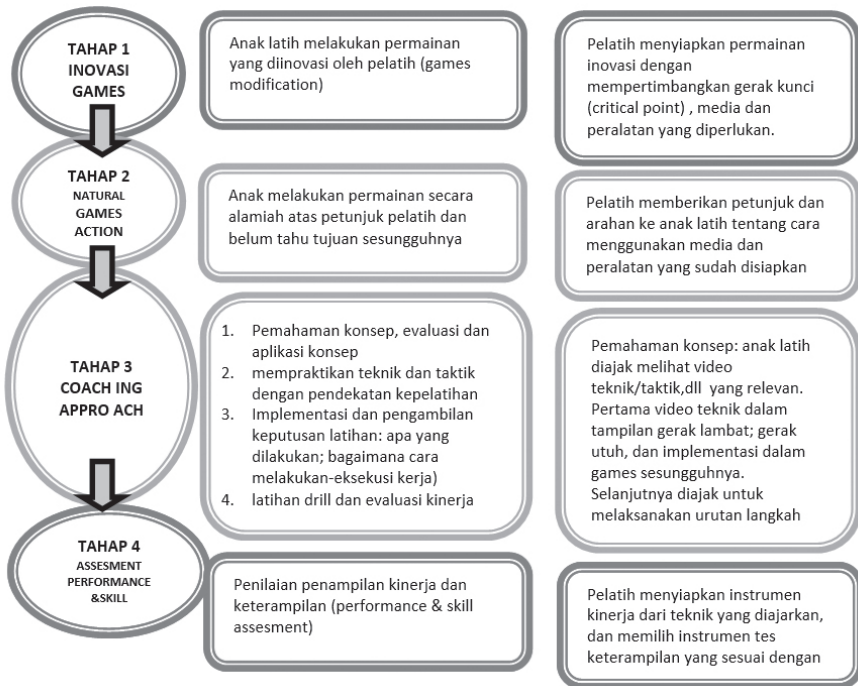 TAHAP 1
INOVASI
GAMES
Anak latih melakukan permainan
yang diinovasi oleh pelatih (games
modification)
Pelatih menyiapkan permainan
inovasi dengan
mempertimbangkan gerak kunci
(critical point) , media dan
peralatan yang diperlukan.
TAHAP 2
NATURAL
GAMES
ACTION
Anak melakukan permainan secara
alamiah atas petunjuk pelatih dan
belum tahu tujuan sesungguhnya
Pelatih memberikan petunjuk dan
arahan ke anak latih tentang cara
menggunakan media dan
peralatan yang sudah disiapkan
TAHAP 3
COACH ING
APPRO ACH
1. Pemahaman konsep, evaluasi dan
aplikasi konsep
2. mempraktikan teknik dan taktik
dengan pendekatan kepelatihan
3. Implementasi dan pengambilan
keputusan latihan: apa yang
dilakukan; bagaimana cara
melakukan-eksekusi kerja)
4. latihan drill dan evaluasi kinerja
Pemahaman konsep: anak latih
diajak melihat video
teknik/taktik,dll yang relevan.
Pertama video teknik dalam
tampilan gerak lambat; gerak
utuh, dan implementasi dalam
games sesungguhnya.
Selanjutnya diajak untuk
melaksanakan urutan langkah
TAHAP 4
ASSESMENT
PERFORMANCE
&SKILL
Penilaian penampilan kinerja dan
keterampilan (performance & skill
assesment)
Pelatih menyiapkan instrumen
kinerja dari teknik yang diajarkan,
dan memilih instrumen tes
keterampilan yang sesuai dengan